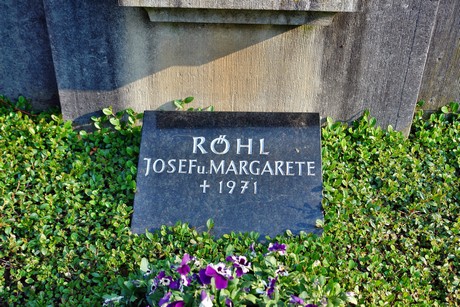 RÖHL
JOSEF u. MARGARETE
† 1971